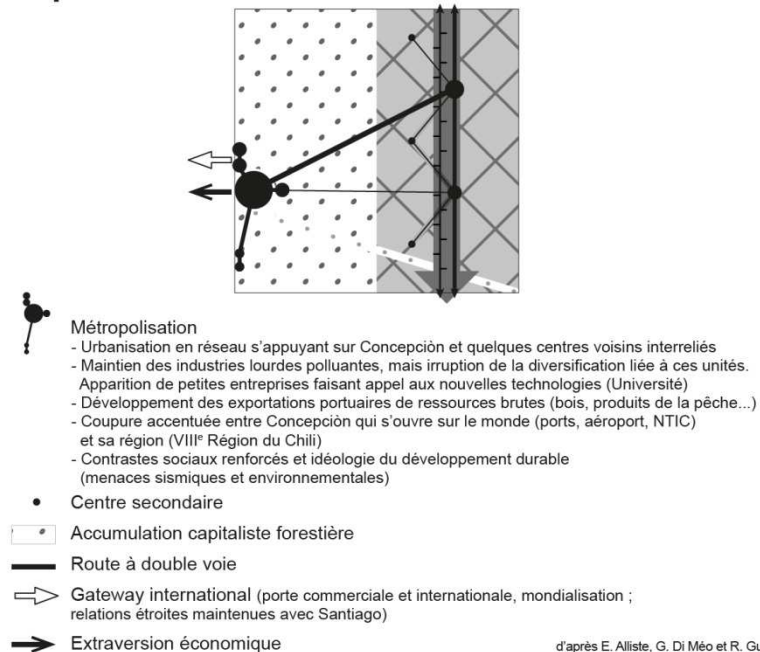 Métropolisation
- Urbanisation en réseau s'appuyant sur Concepciòn et quelques centres voisins interreliés
- Maintien des industries lourdes polluantes, mais irruption de la diversification liée à ces unités.
Apparition de petites entreprises faisant appel aux nouvelles technologies (Université)
- Développement des exportations portuaires de ressources brutes (bois, produits de la pêche...)
- Coupure accentuée entre Concepciòn qui s'ouvre sur le monde (ports, aéroport, NTIC)
et sa région (VIIIᵉ Région du Chili)
- Contrastes sociaux renforcés et idéologie du développement durable
(menaces sismiques et environnementales)
Centre secondaire
Accumulation capitaliste forestière
Route à double voie
Gateway international (porte commerciale et internationale, mondialisation ;
relations étroites maintenues avec Santiago)
Extraversion économique
d'après E. Alliste, G. Di Méo et R. Gu